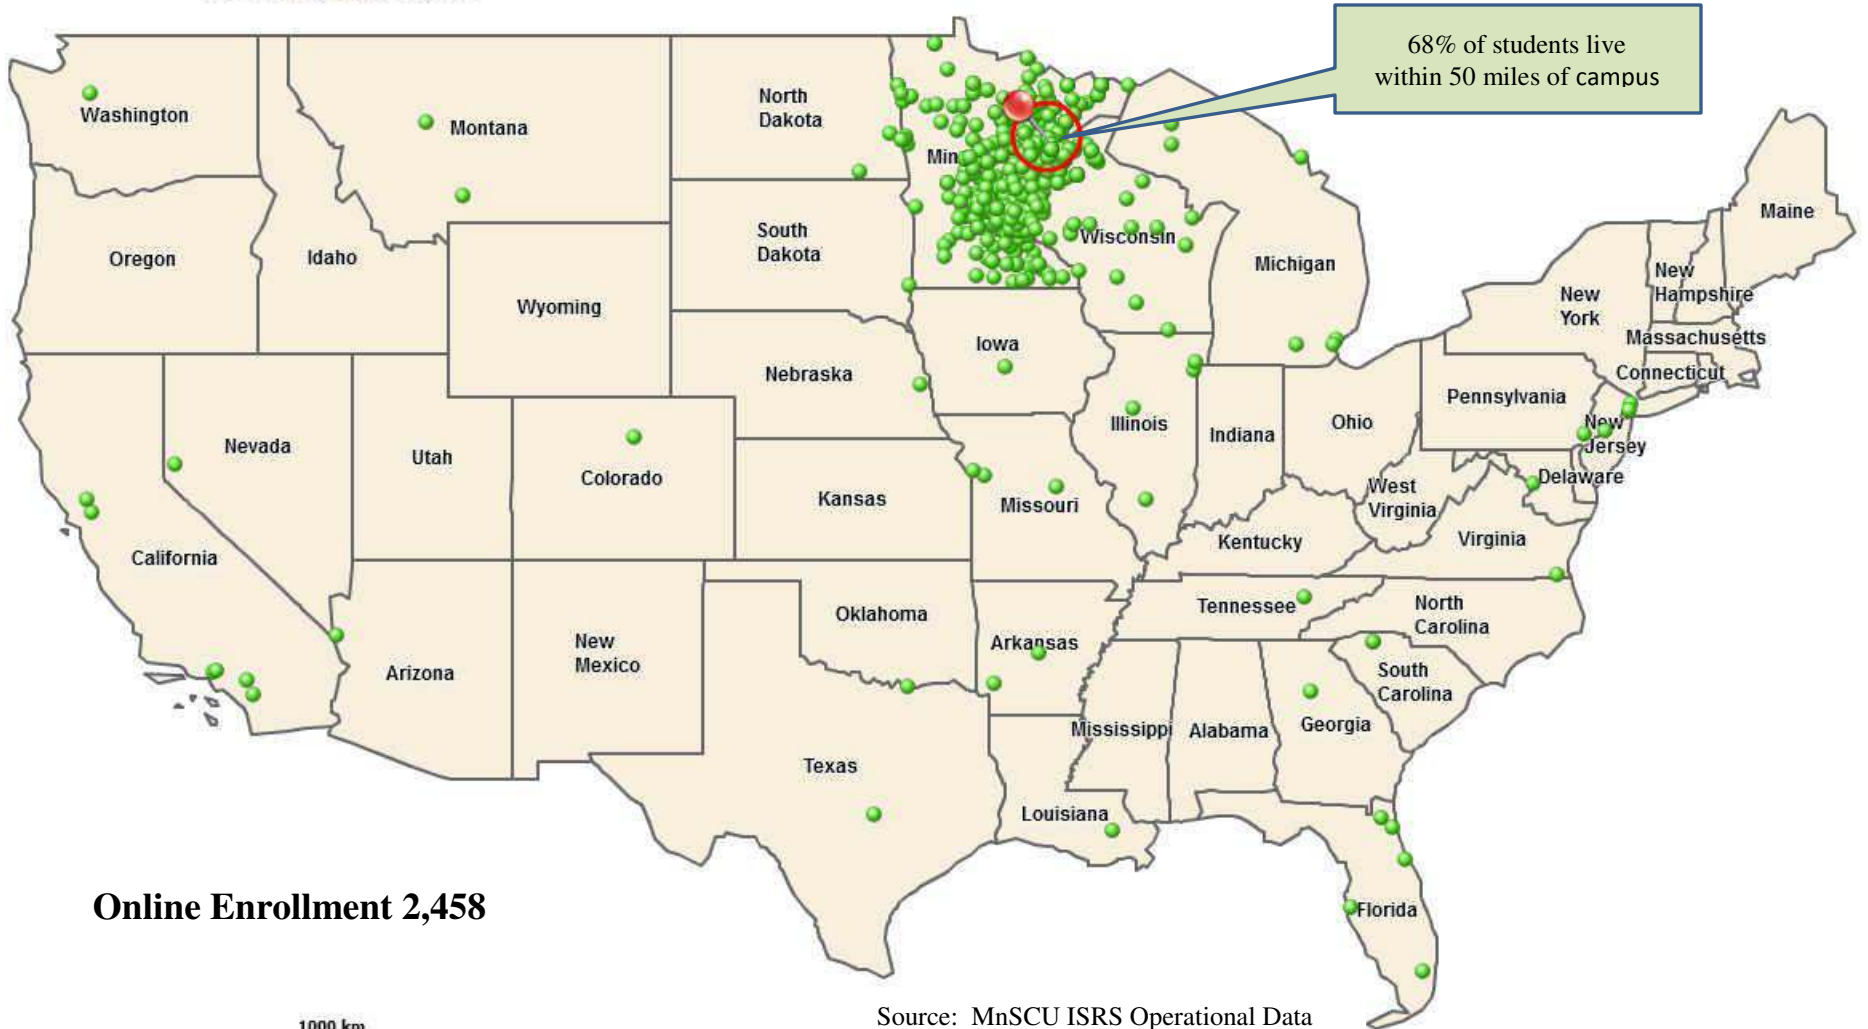 68% of students live
within 50 miles of campus
Washington
Montana
North
Dakota
Min
Maine
Oregon
Idaho
South
Dakota
Wisconsin
Michigan
Wyoming
New
York
New
Hampshire
Massachusetts
Iowa
Nebraska
Connecticut
Pennsylvania
Nevada
Utah
Colorado
Illinois
Indiana
Ohio
New
Jersey
Kansas
Missouri
West
Virginia
Delaware
California
Kentucky
Virginia
Oklahoma
Tennessee
North
Carolina
Arizona
New
Mexico
Arkansas
South
Carolina
Mississippi
Alabama
Georgia
Texas
Louisiana
Florida
Online Enrollment 2,458
Source: MnSCU ISRS Operational Data
1000 km